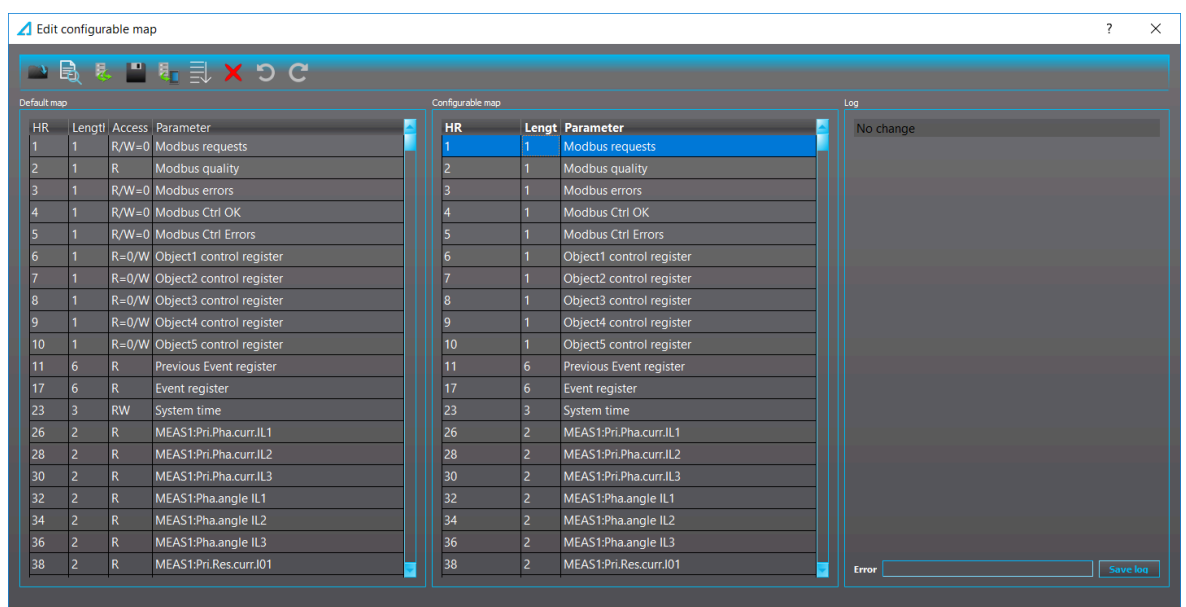 Edit configurable map ?
Default map
HR Length Access Parameter
1 1 R/W=0 Modbus requests
2 1 R Modbus quality
3 1 R/W=0 Modbus errors
4 1 R/W=0 Modbus Ctrl OK
5 1 R/W=0 Modbus Ctrl Errors
6 1 R=0/W Object1 control register
7 1 R=0/W Object2 control register
8 1 R=0/W Object3 control register
9 1 R=0/W Object4 control register
10 1 R=0/W Object5 control register
11 6 R Previous Event register
17 6 R Event register
23 3 RW System time
26 2 R MEAS1:Pri.Pha.curr.IL1
28 2 R MEAS1:Pri.Pha.curr.IL2
30 2 R MEAS1:Pri.Pha.curr.IL3
32 2 R MEAS1:Pha.angle IL1
34 2 R MEAS1:Pha.angle IL2
36 2 R MEAS1:Pha.angle IL3
38 2 R MEAS1:Pri.Res.curr.I01
Configurable map
HR Lengt Parameter
1 1 Modbus requests
2 1 Modbus quality
3 1 Modbus errors
4 1 Modbus Ctrl OK
5 1 Modbus Ctrl Errors
6 1 Object1 control register
7 1 Object2 control register
8 1 Object3 control register
9 1 Object4 control register
10 1 Object5 control register
11 6 Previous Event register
17 6 Event register
23 3 System time
26 2 MEAS1:Pri.Pha.curr.IL1
28 2 MEAS1:Pri.Pha.curr.IL2
30 2 MEAS1:Pri.Pha.curr.IL3
32 2 MEAS1:Pha.angle IL1
34 2 MEAS1:Pha.angle IL2
36 2 MEAS1:Pha.angle IL3
38 2 MEAS1:Pri.Res.curr.I01
Log
No change
Error Save log